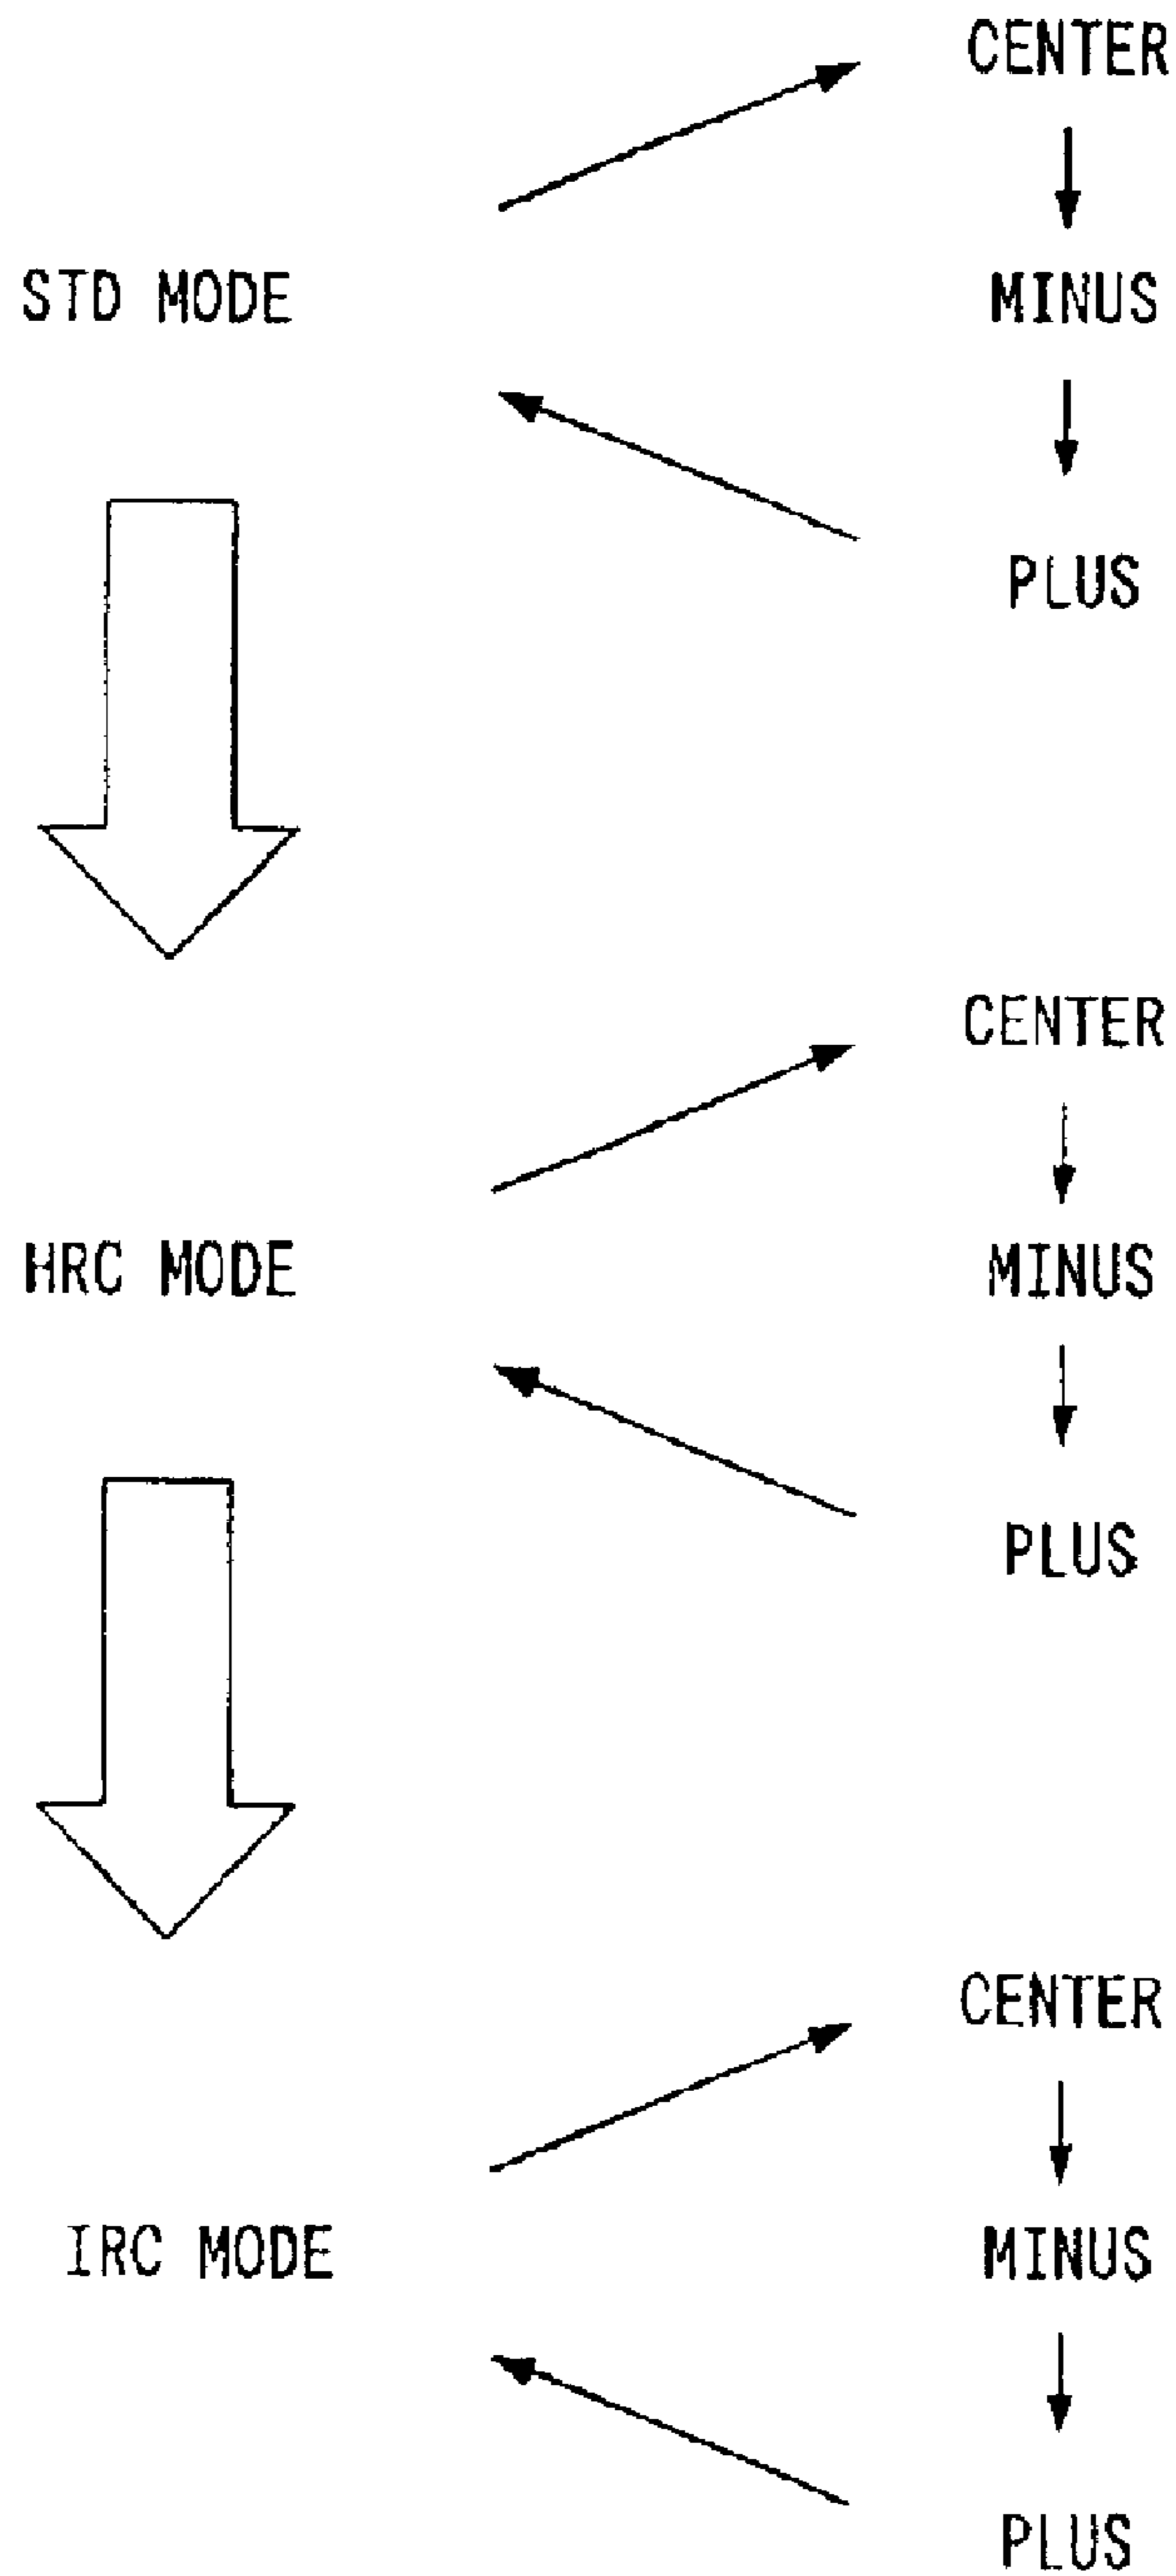 CENTER
STD MODE
MINUS
PLUS
CENTER
HRC MODE
MINUS
PLUS
CENTER
IRC MODE
MINUS
PLUS